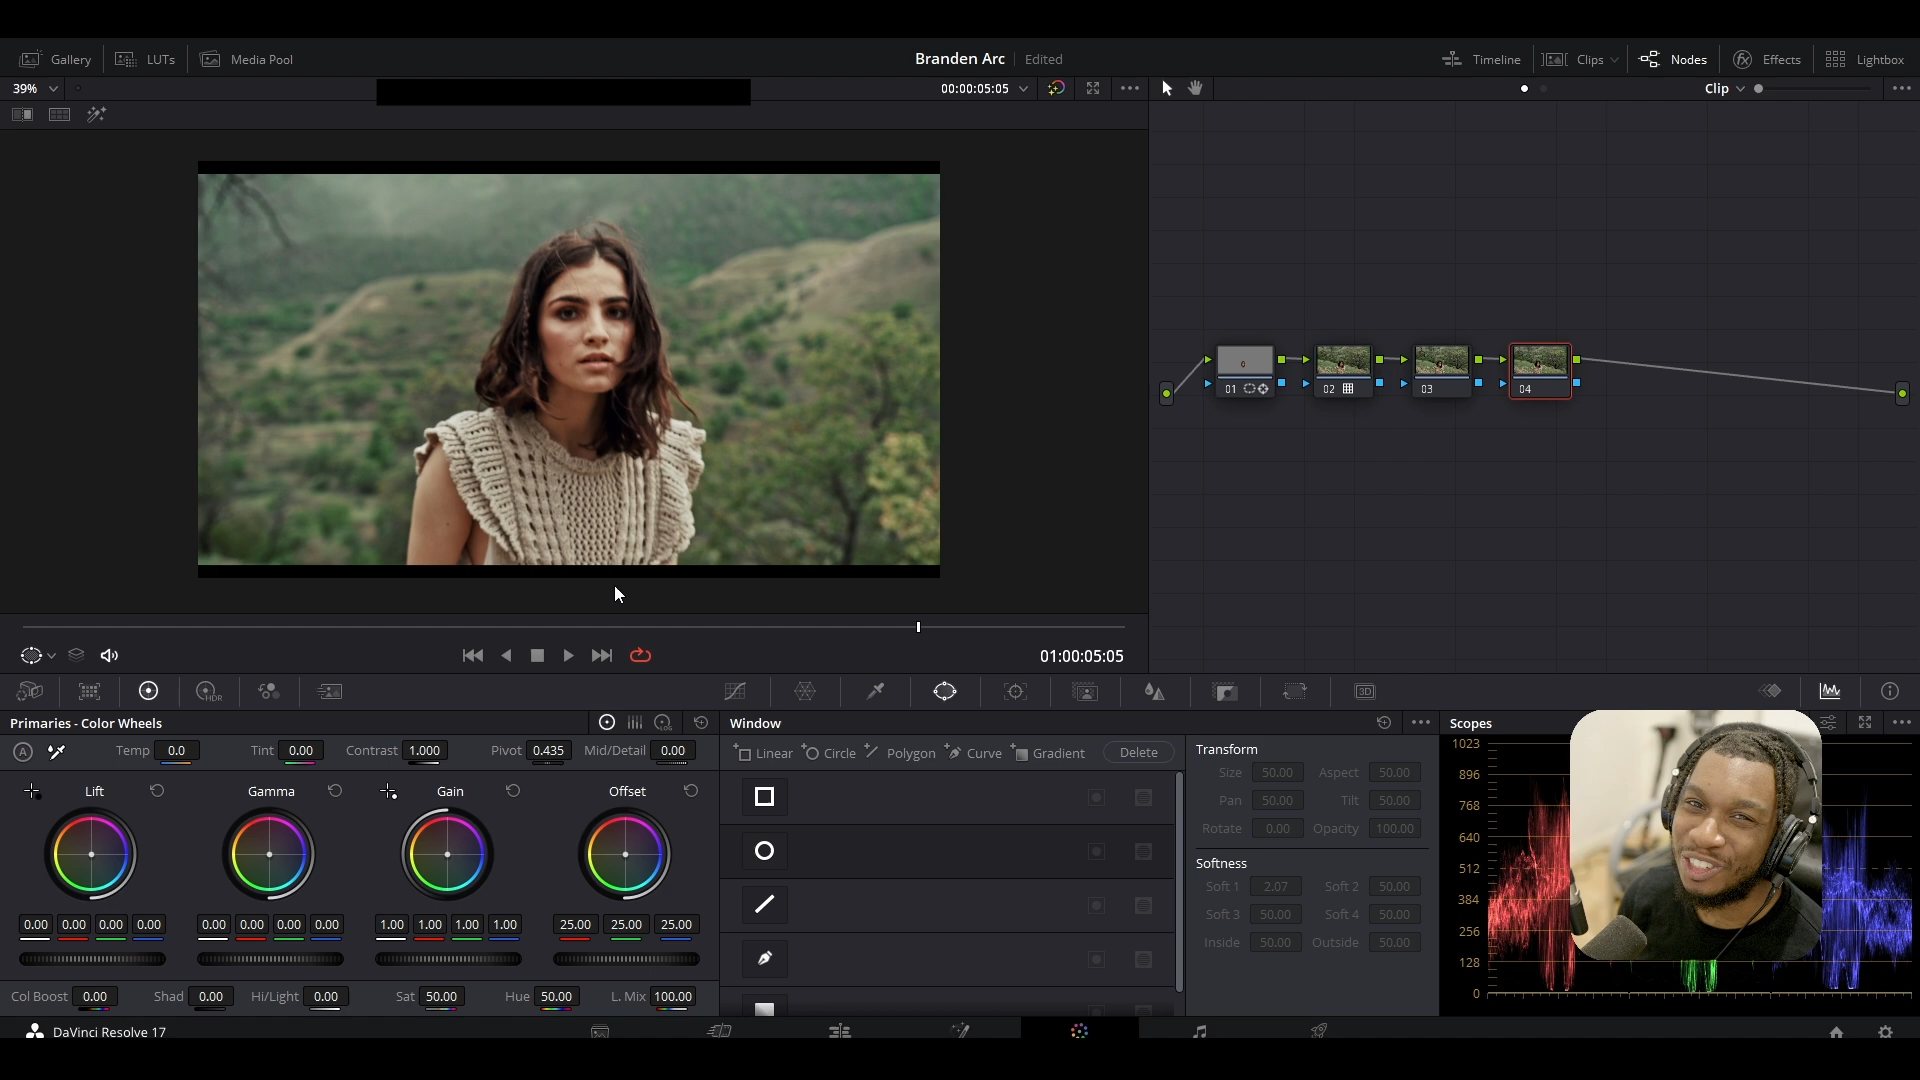 Gallery LUTs Media Pool Branden Arc Edited Timeline Clips Nodes fx Effects Lightbox
39% 00:00:05:05 Clip
01 02 03 04
01:00:05:05
HDR 3D
Primaries - Color Wheels LOG Window Scopes
A Temp 0.0 Tint 0.00 Contrast 1.000 Pivot 0.435 Mid/Detail 0.00
Linear Circle Polygon Curve Gradient Delete
Transform
Size 50.00 Aspect 50.00
Pan 50.00 Tilt 50.00
Rotate 0.00 Opacity 100.00
Softness
Soft 1 2.07 Soft 2 50.00
Soft 3 50.00 Soft 4 50.00
Inside 50.00 Outside 50.00
1023
896
768
640
512
384
256
128
0
Lift Gamma Gain Offset
0.00 0.00 0.00 0.00 0.00 0.00 0.00 0.00 1.00 1.00 1.00 1.00 25.00 25.00 25.00
Col Boost 0.00 Shad 0.00 Hi/Light 0.00 Sat 50.00 Hue 50.00 L. Mix 100.00
DaVinci Resolve 17